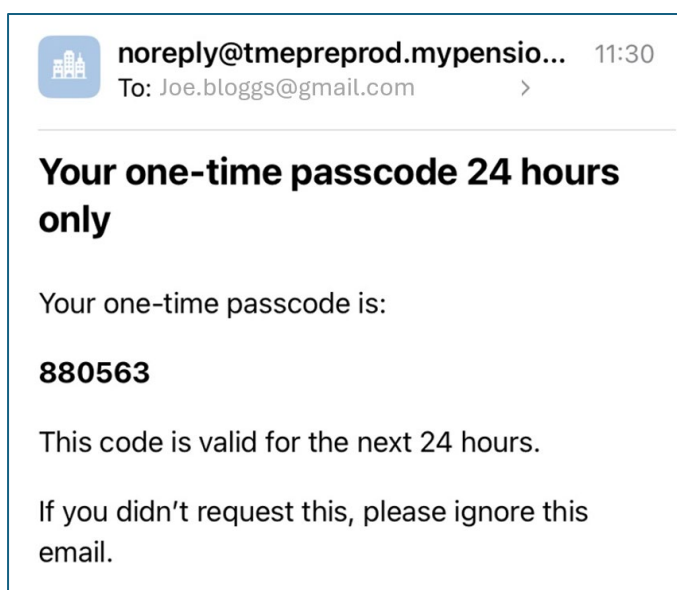 noreply@tmepreprod.mypensio... 11:30
To: Joe.bloggs@gmail.com >
Your one-time passcode 24 hours
only
Your one-time passcode is:
880563
This code is valid for the next 24 hours.
If you didn’t request this, please ignore this
email.